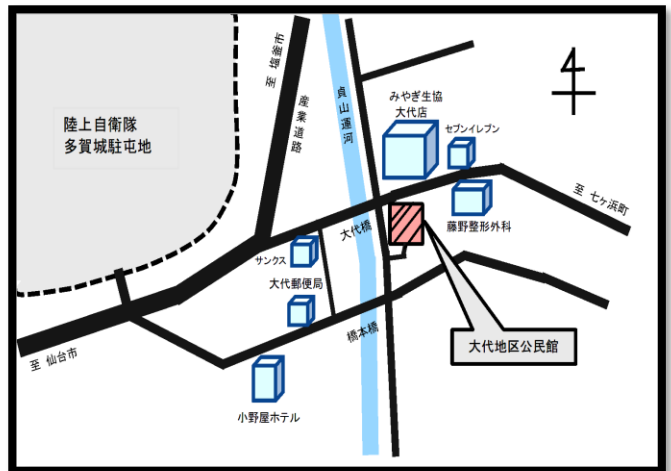 陸上自衛隊
多賀城駐屯地
至 塩釜市
産業道路
貞山運河
みやぎ生協
大代店
セブンイレブン
至 七ヶ浜町
藤野整形外科
大代橋
サンクス
大代郵便局
橋本橋
大代地区公民館
至 仙台市
小野屋ホテル